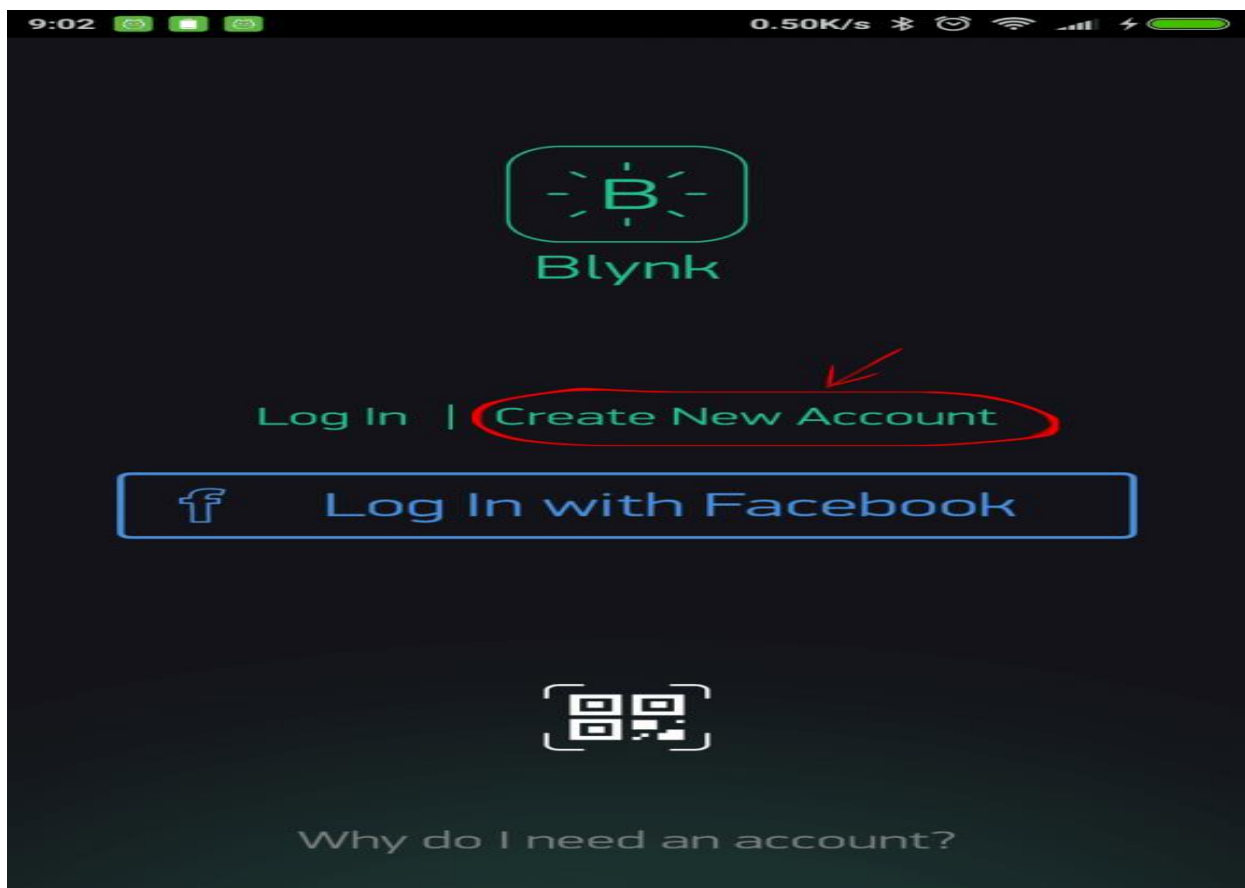 9:02 0.50K/s
B
Blynk
Log In | Create New Account
f Log In with Facebook
Why do I need an account?